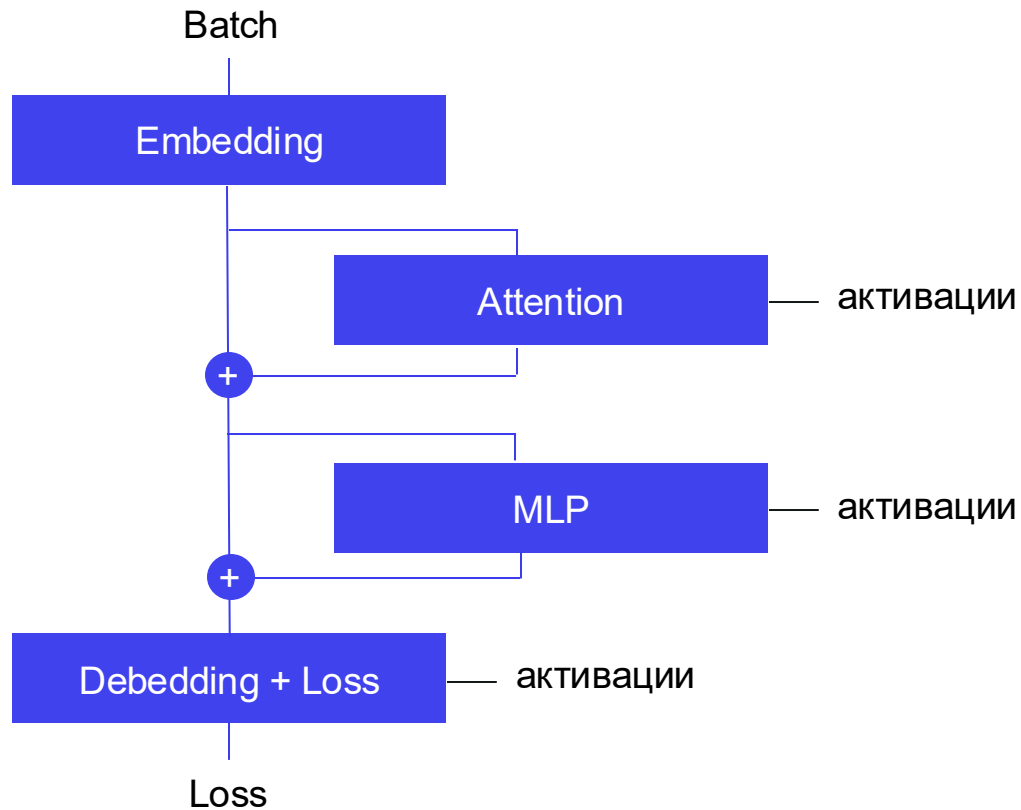 Batch
Embedding
Attention
активации
+
MLP
активации
+
Debedding + Loss
активации
Loss